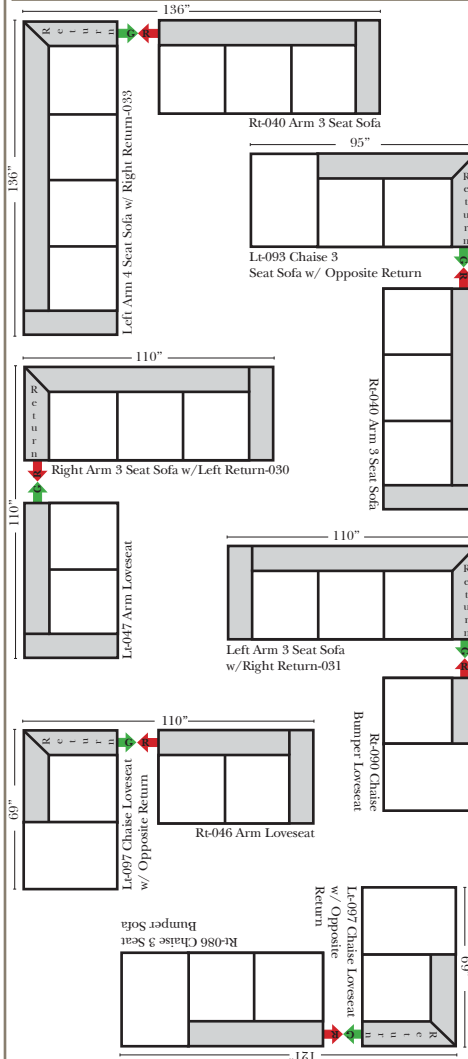 136”
Return
G R
Rt-040 Arm 3 Seat Sofa
136”
Left Arm 4 Seat Sofa w/ Right Return-033
95”
Return
Lt-093 Chaise 3
Seat Sofa w/ Opposite Return
G
R
Rt-040 Arm 3 Seat Sofa
110”
Return
Right Arm 3 Seat Sofa w/Left Return-030
R
G
110”
Lt-047 Arm Loveseat
110”
Return
Left Arm 3 Seat Sofa
w/Right Return-031
G
R
Rt-090 Chaise
Bumper Loveseat
110”
Return
G R
Rt-046 Arm Loveseat
69”
Lt-097 Chaise Loveseat
w/ Opposite Return
Rt-086 Chaise 3 Seat
Bumper Sofa
Lt-097 Chaise Loveseat
w/ Opposite
Return
69”
R G
Return
121”